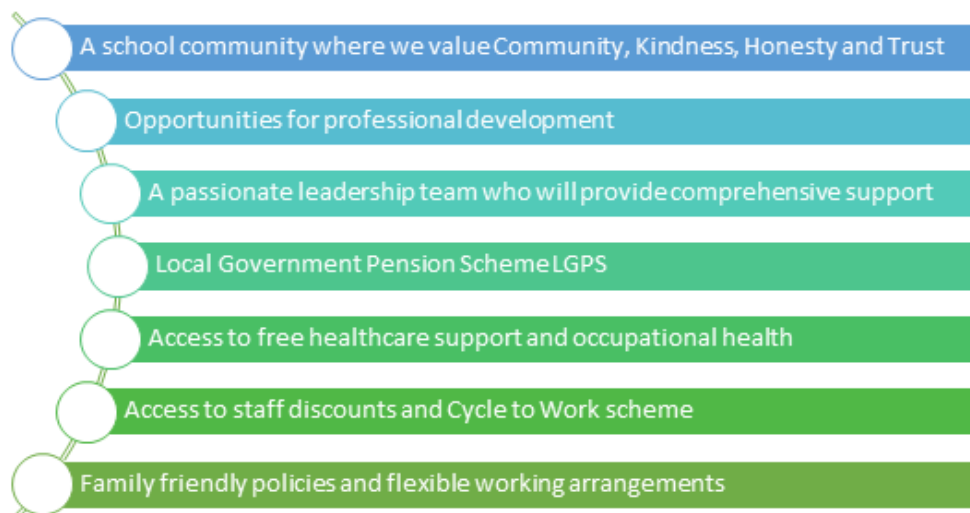 A school community where we value Community, Kindness, Honesty and Trust
Opportunities for professional development
A passionate leadership team who will provide comprehensive support
Local Government Pension Scheme LGPS
Access to free healthcare support and occupational health
Access to staff discounts and Cycle to Work scheme
Family friendly policies and flexible working arrangements